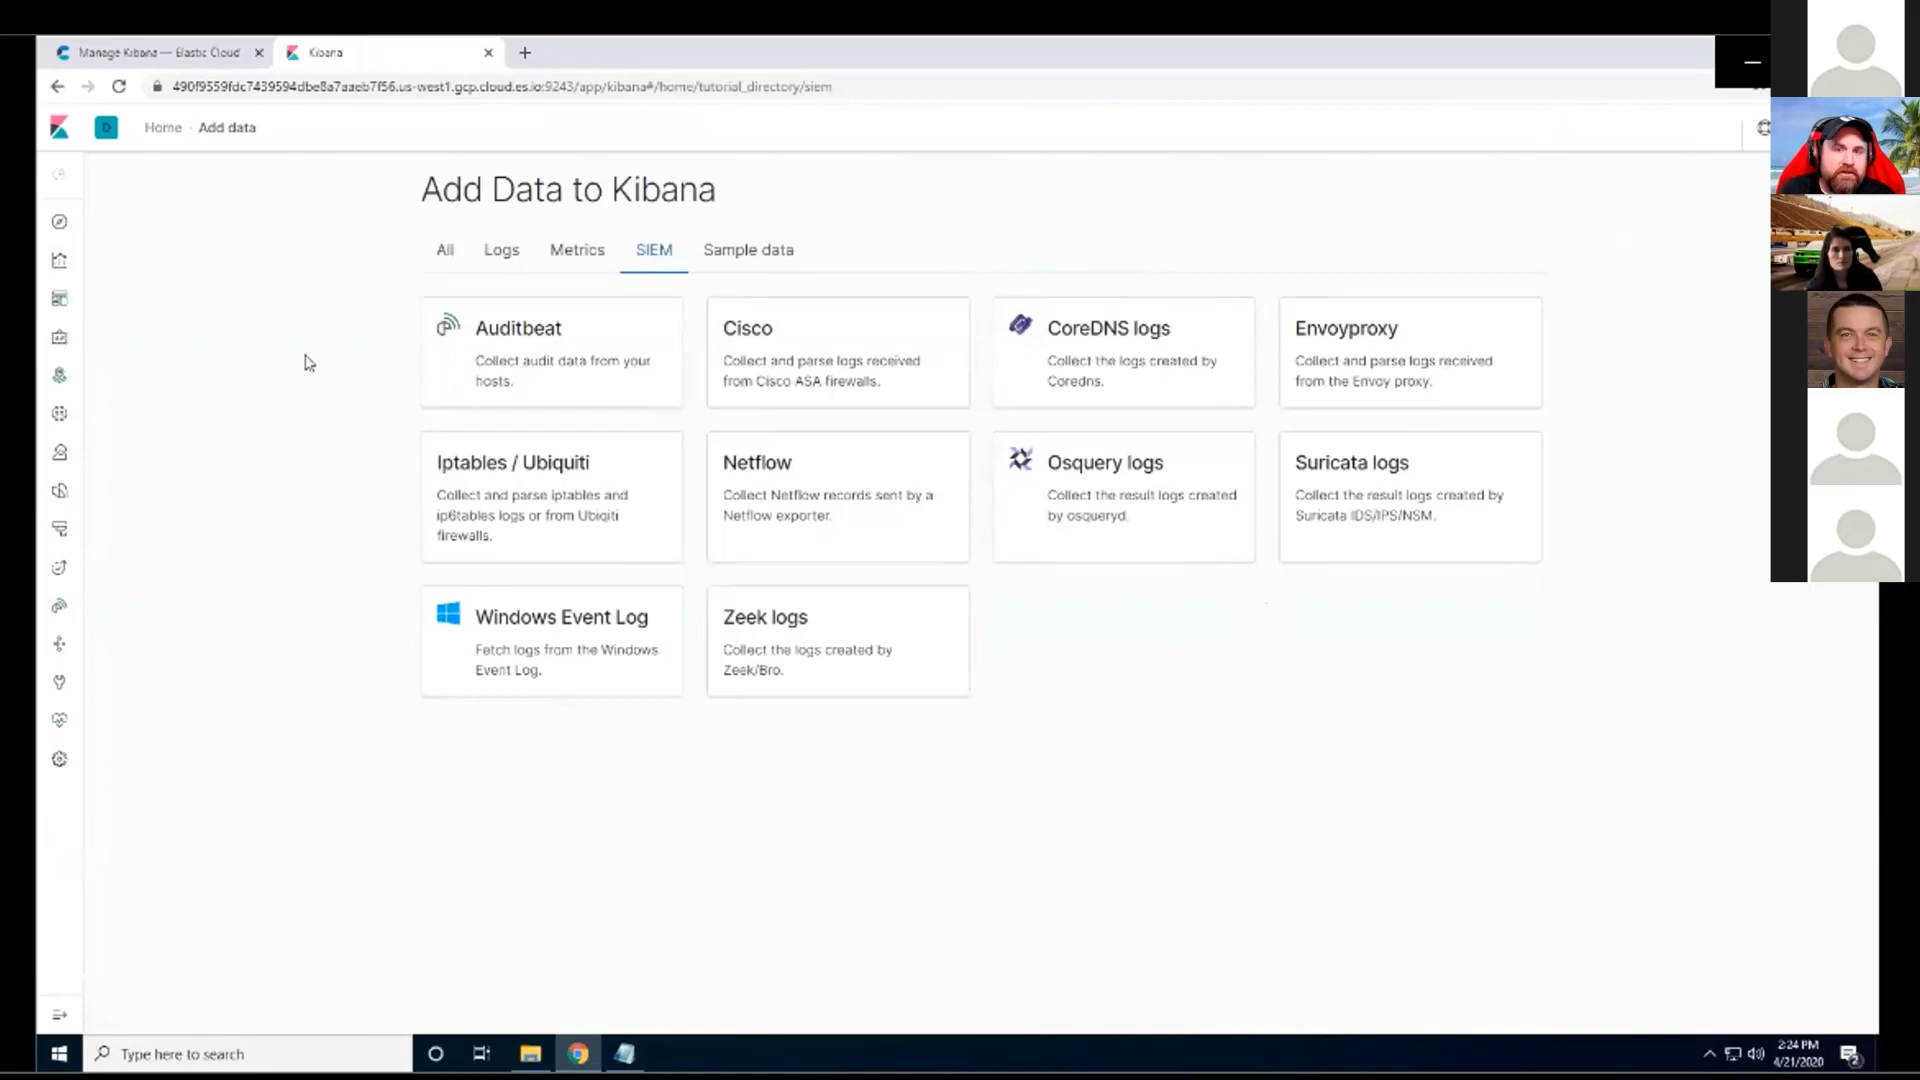 Manage Kibana — Elastic Cloud
Kibana
490f9559fdc7439594dbe8a7aaeb7f56.us-west1.gcp.cloud.es.io:9243/app/kibana#/home/tutorial_directory/siem
D
Home
Add data
Add Data to Kibana
All
Logs
Metrics
SIEM
Sample data
Auditbeat
Collect audit data from your
hosts.
Cisco
Collect and parse logs received
from Cisco ASA firewalls.
CoreDNS logs
Collect the logs created by
Coredns.
Envoyproxy
Collect and parse logs received
from the Envoy proxy.
Iptables / Ubiquiti
Collect and parse iptables and
ip6tables logs or from Ubiqiti
firewalls.
Netflow
Collect Netflow records sent by a
Netflow exporter.
Osquery logs
Collect the result logs created
by osqueryd.
Suricata logs
Collect the result logs created by
Suricata IDS/IPS/NSM.
Windows Event Log
Fetch logs from the Windows
Event Log.
Zeek logs
Collect the logs created by
Zeek/Bro.
Type here to search
2:24 PM
4/21/2020
2